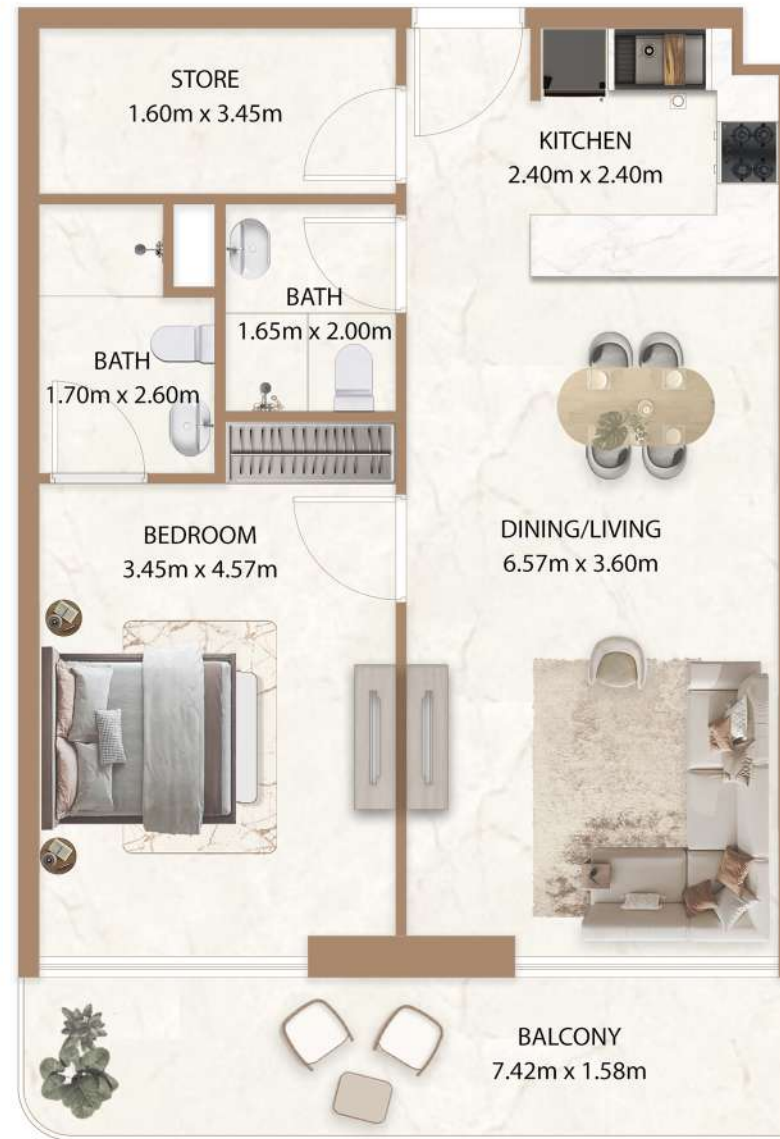 STORE
1.60m x 3.45m
KITCHEN
2.40m x 2.40m
BATH
1.65m x 2.00m
BATH
1.70m x 2.60m
BEDROOM
3.45m x 4.57m
DINING/LIVING
6.57m x 3.60m
BALCONY
7.42m x 1.58m